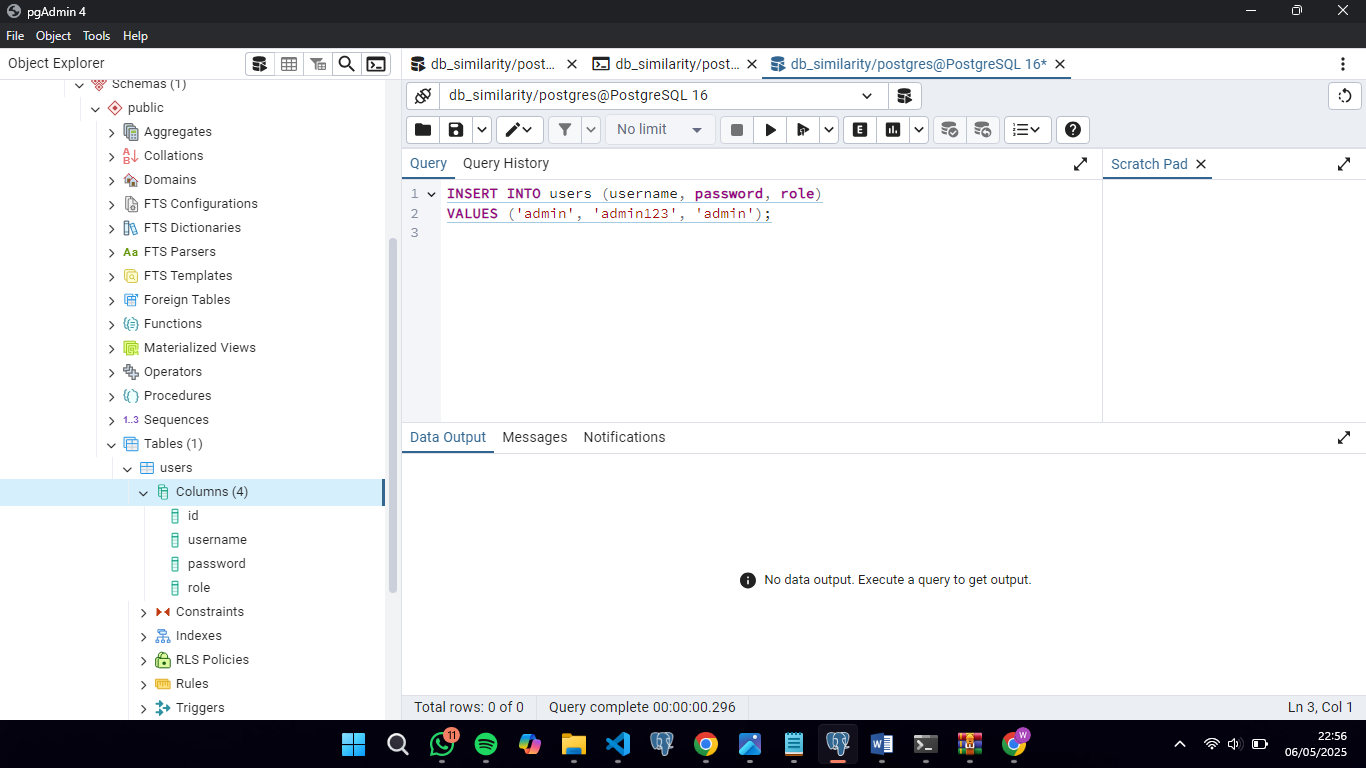 pgAdmin 4
File Object Tools Help
Object Explorer
db_similarity/post...
db_similarity/post...
db_similarity/postgres@PostgreSQL 16*
db_similarity/postgres@PostgreSQL 16
No limit
E
Query Query History
Scratch Pad
1 INSERT INTO users (username, password, role)
2 VALUES ('admin', 'admin123', 'admin');
3
Schemas (1)
public
Aggregates
Collations
Domains
FTS Configurations
FTS Dictionaries
Aa FTS Parsers
FTS Templates
Foreign Tables
Functions
Materialized Views
Operators
Procedures
1..3 Sequences
Tables (1)
users
Columns (4)
id
username
password
role
Constraints
Indexes
RLS Policies
Rules
Triggers
Data Output Messages Notifications
No data output. Execute a query to get output.
Total rows: 0 of 0 Query complete 00:00:00.296 Ln 3, Col 1
11
W
22:56
06/05/2025